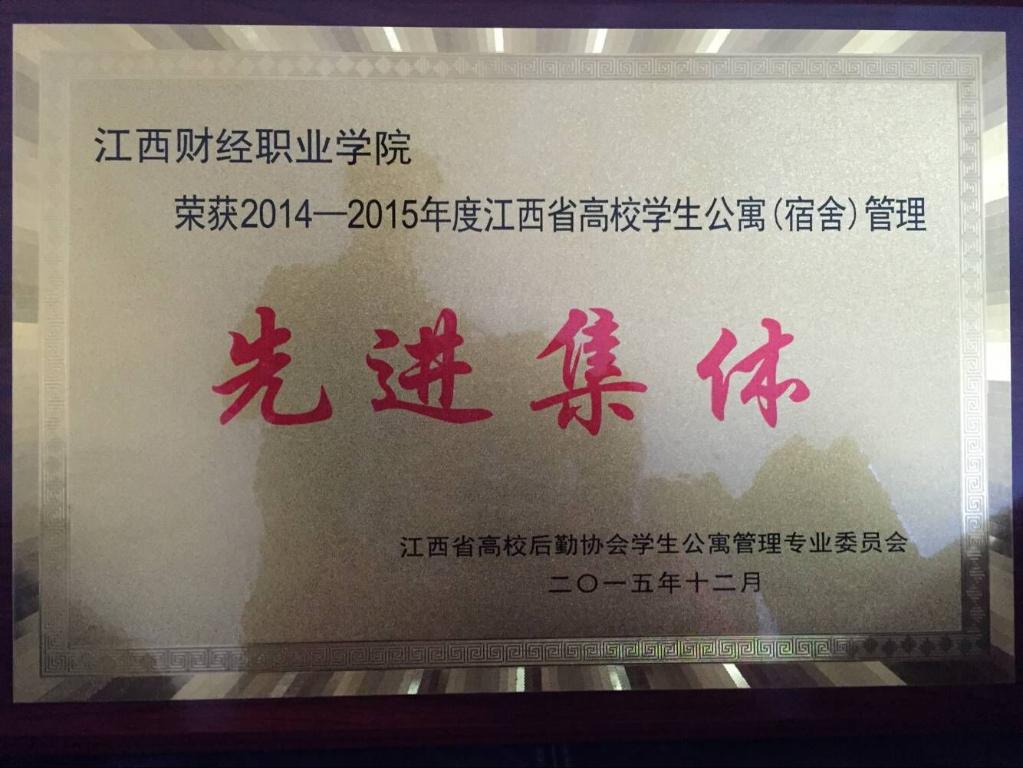 江西财经职业学院
荣获2014—2015年度江西省高校学生公寓(宿舍)管理
先进集体
江西省高校后勤协会学生公寓管理专业委员会
二〇一五年十二月